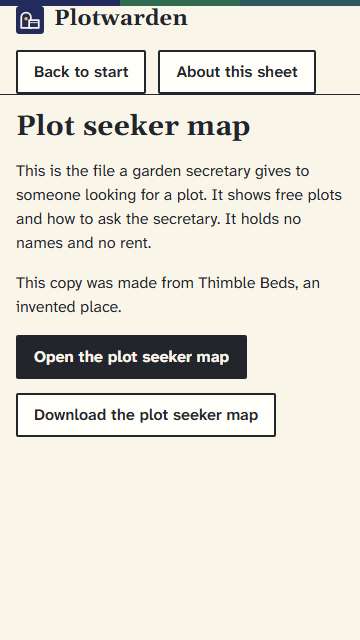 Plotwarden
Back to start
About this sheet
Plot seeker map
This is the file a garden secretary gives to
someone looking for a plot. It shows free plots
and how to ask the secretary. It holds no
names and no rent.
This copy was made from Thimble Beds, an
invented place.
Open the plot seeker map
Download the plot seeker map